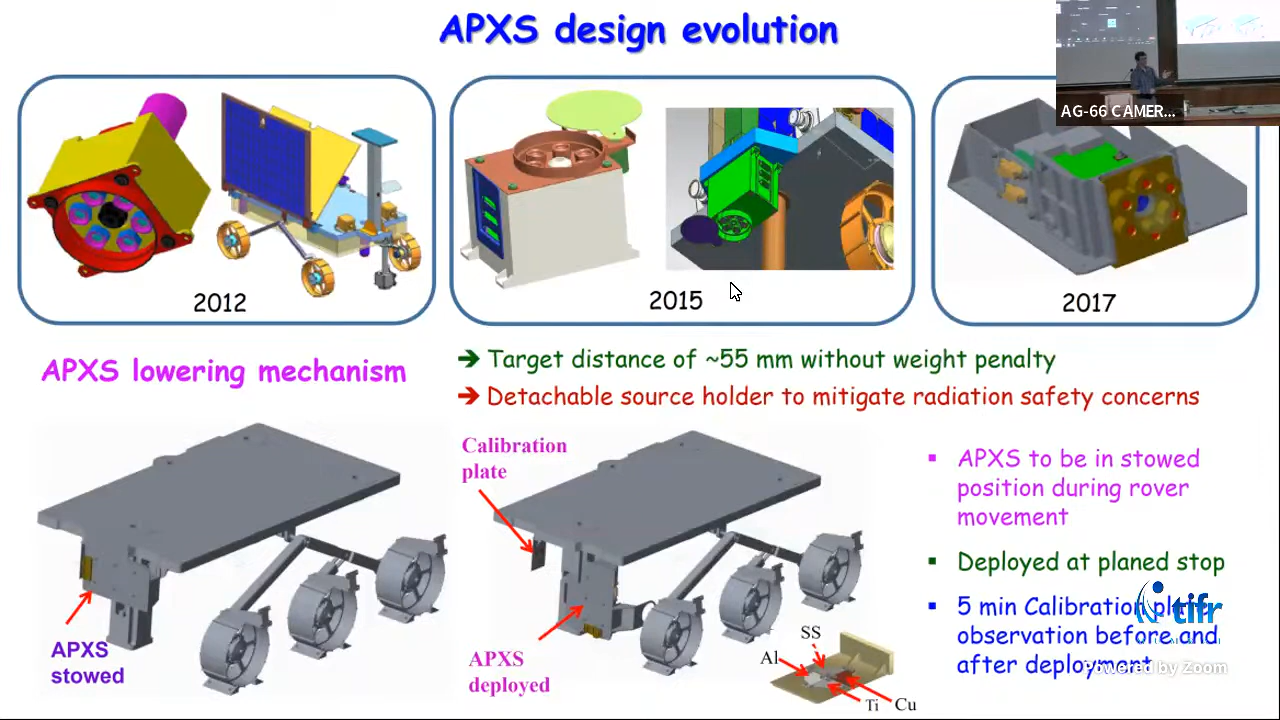 APXS design evolution
AG-66 CAMER...
2012
2015
2017
APXS lowering mechanism
➔ Target distance of ~55 mm without weight penalty
➔ Detachable source holder to mitigate radiation safety concerns
Calibration
plate
APXS
stowed
APXS
deployed
SS
Al
Ti
Cu
▪ APXS to be in stowed
position during rover
movement
▪ Deployed at planed stop
▪ 5 min Calibration
observation before and
after deployment
tifr
Powered by Zoom